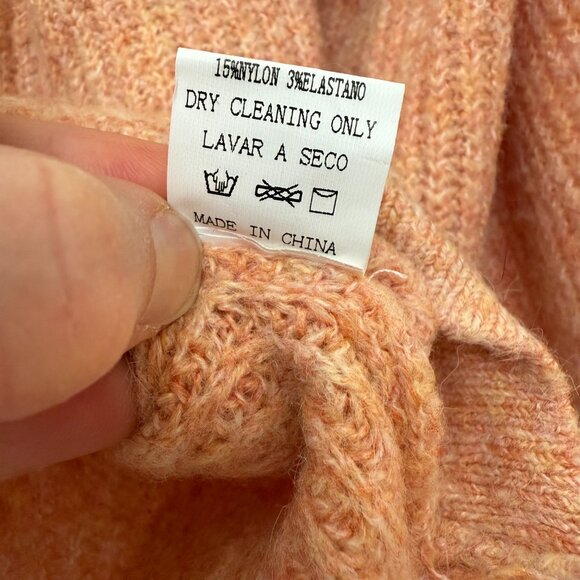 15%NYLON 3%ELASTANO
DRY CLEANING ONLY
LAVAR A SECO
MADE IN CHINA